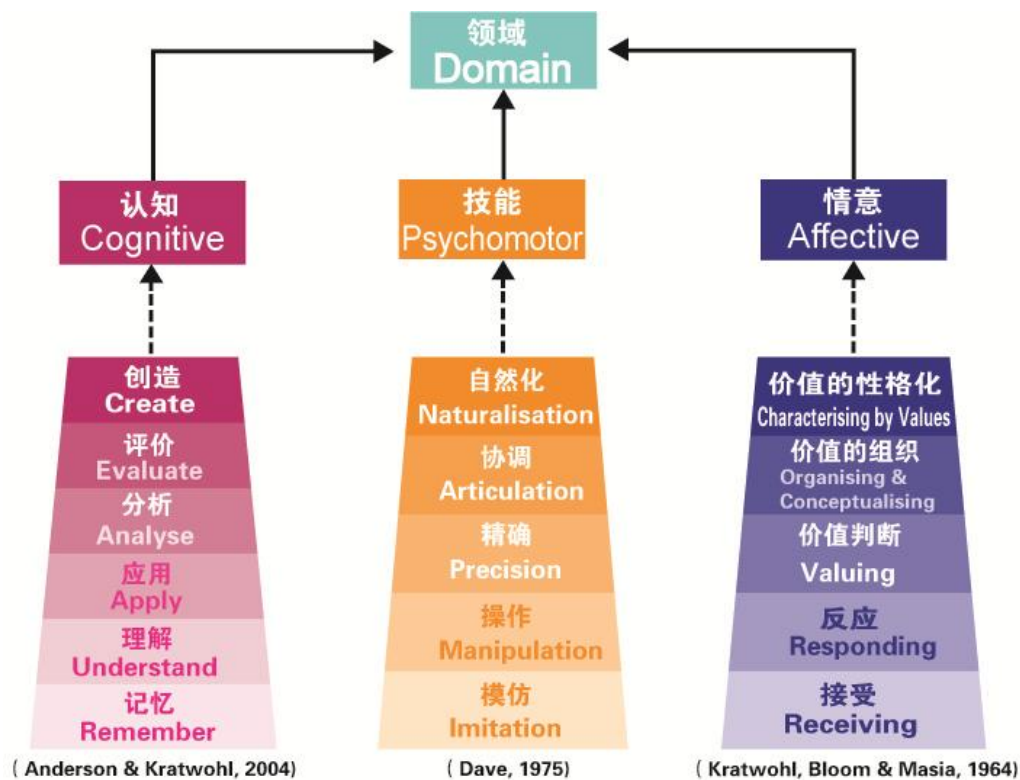 领域
Domain
认知
Cognitive
技能
Psychomotor
情意
Affective
创造
Create
评价
Evaluate
分析
Analyse
应用
Apply
理解
Understand
记忆
Remember
( Anderson & Kratwohl, 2004)
自然化
Naturalisation
协调
Articulation
精确
Precision
操作
Manipulation
模仿
Imitation
( Dave, 1975)
价值的性格化
Characterising by Values
价值的组织
Organising &
Conceptualising
价值判断
Valuing
反应
Responding
接受
Receiving
( Kratwohl, Bloom & Masia, 1964)